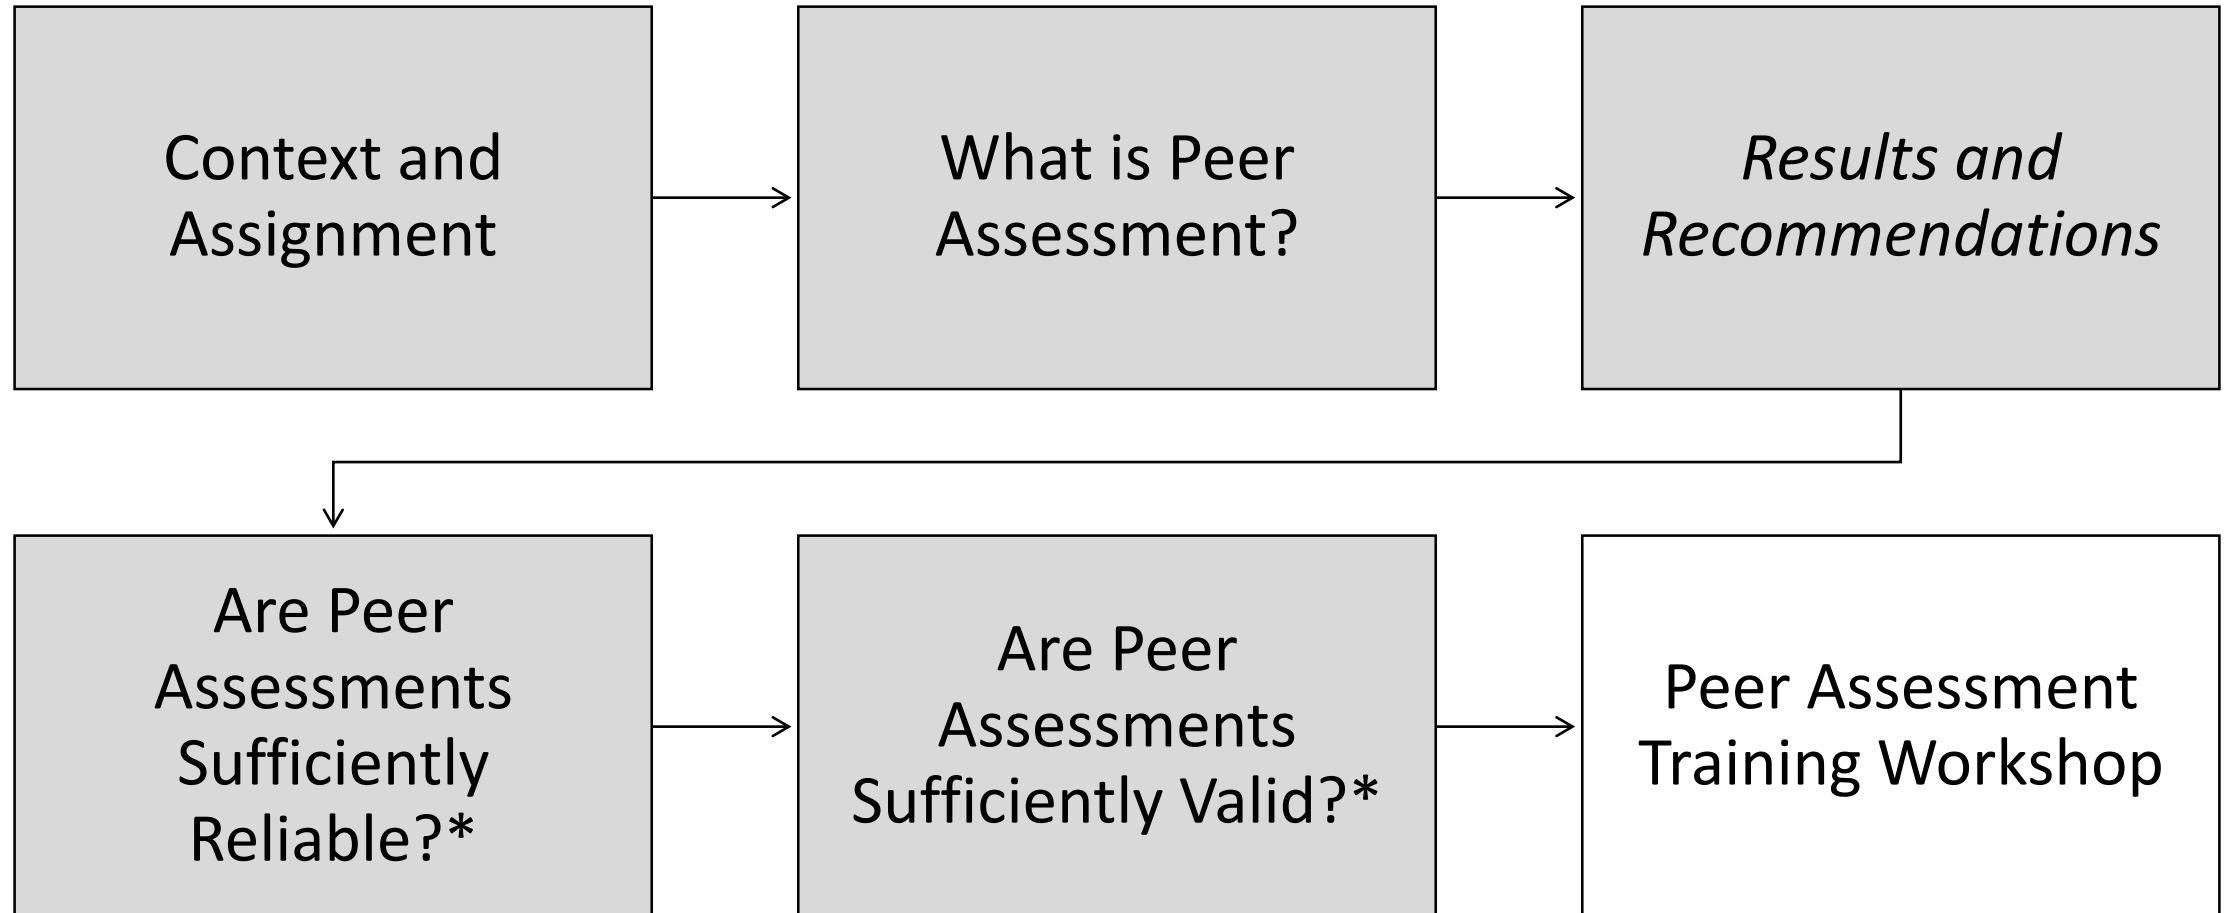 Context and
Assignment
What is Peer
Assessment?
Results and
Recommendations
Are Peer
Assessments
Sufficiently
Reliable?*
Are Peer
Assessments
Sufficiently Valid?*
Peer Assessment
Training Workshop